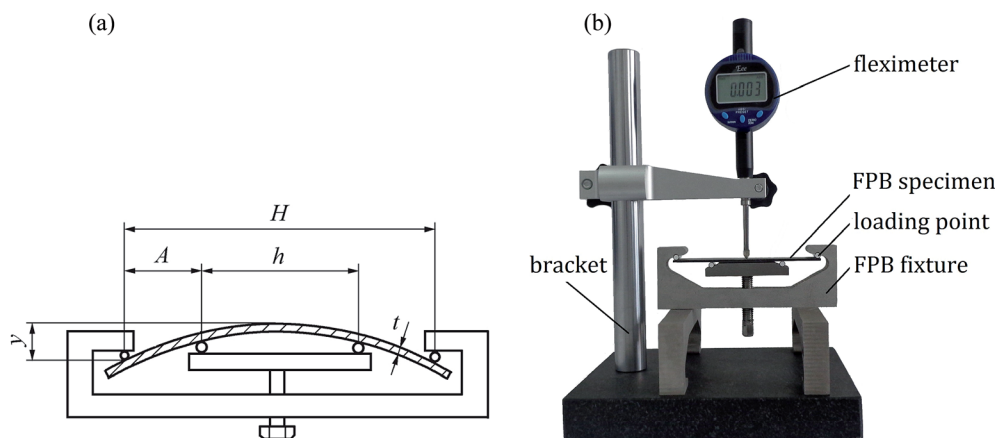 (a)
H
A
h
y
t
(b)
0.003
fleximeter
FPB specimen
loading point
FPB fixture
bracket